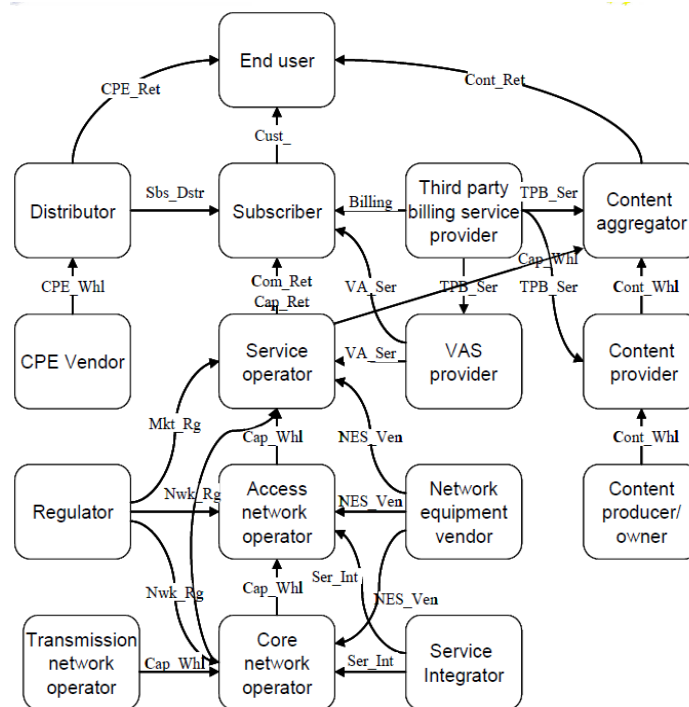 End user
CPE_Ret
Cont_Ret
Cust_
Distributor
Sbs_Dstr
Subscriber
Billing
Third party
billing service
provider
TPB_Ser
Content
aggregator
CPE_Whl
Com_Ret
Cap_Ret
VA_Ser
TPB_Ser
Cap_Whl
TPB_Ser
Cont_Whl
CPE Vendor
Service
operator
VA_Ser
VAS
provider
Content
provider
Mkt_Rg
Cap_Whl
NES_Ven
Cont_Whl
Regulator
Nwk_Rg
Access
network
operator
NES_Ven
Network
equipment
vendor
Content
producer/
owner
Nwk_Rg
Cap_Whl
Ser_Int
NES_Ven
Transmission
network
operator
Cap_Whl
Core
network
operator
Ser_Int
Service
Integrator